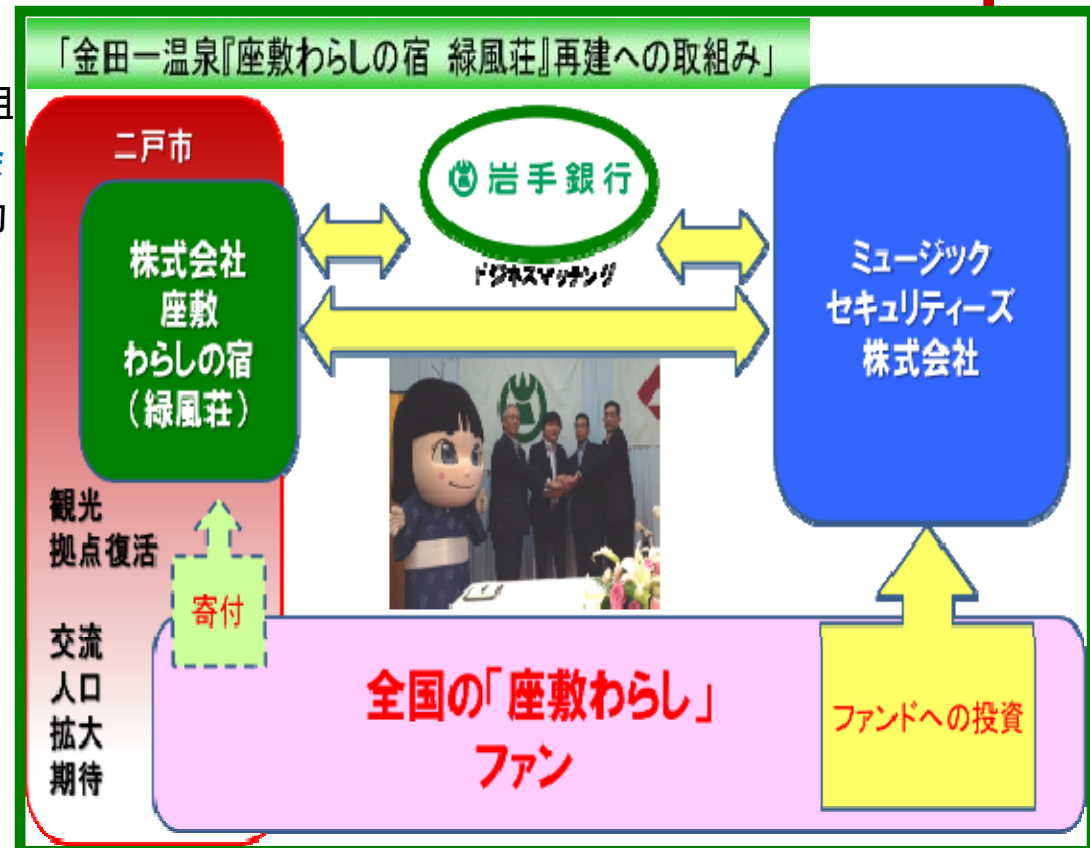 「金田一温泉『座敷わらしの宿 緑風荘』再建への取組み」
二戸市
岩手銀行
ビジネスマッチング
株式会社
座敷
わらしの宿
（緑風荘）
ミュージック
セキュリティーズ
株式会社
観光
拠点復活
寄付
交流
人口
拡大
期待
全国の「座敷わらし」
ファン
ファンドへの投資